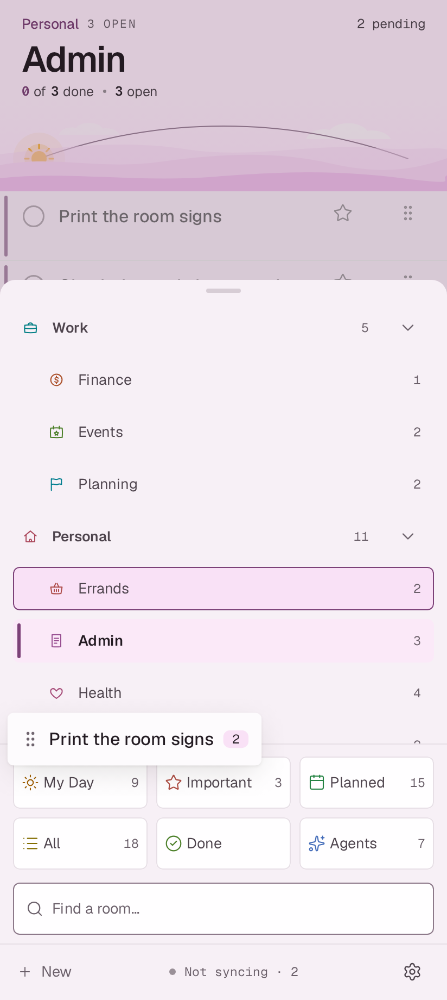 Personal 3 OPEN 2 pending
Admin
0 of 3 done • 3 open
Print the room signs
Work 5
Finance 1
Events 2
Planning 2
Personal 11
Errands 2
Admin 3
Health 4
Print the room signs 2
My Day 9 Important 3 Planned 15
All 18 Done Agents 7
Find a room…
+ New Not syncing · 2